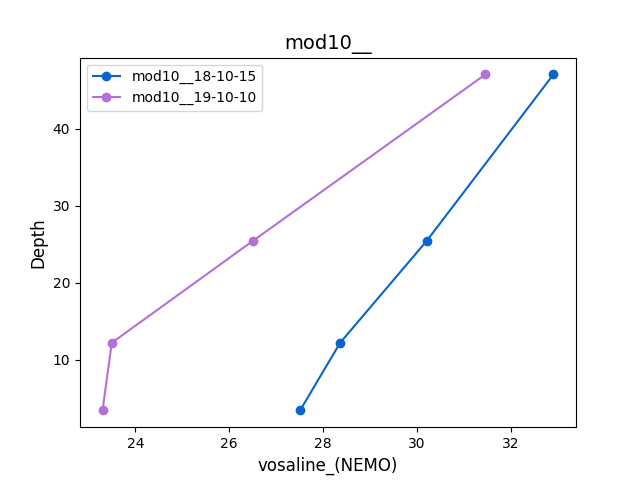 mod10__
mod10__18-10-15
mod10__19-10-10
Depth
40
30
20
10
24 26 28 30 32
vosaline_(NEMO)